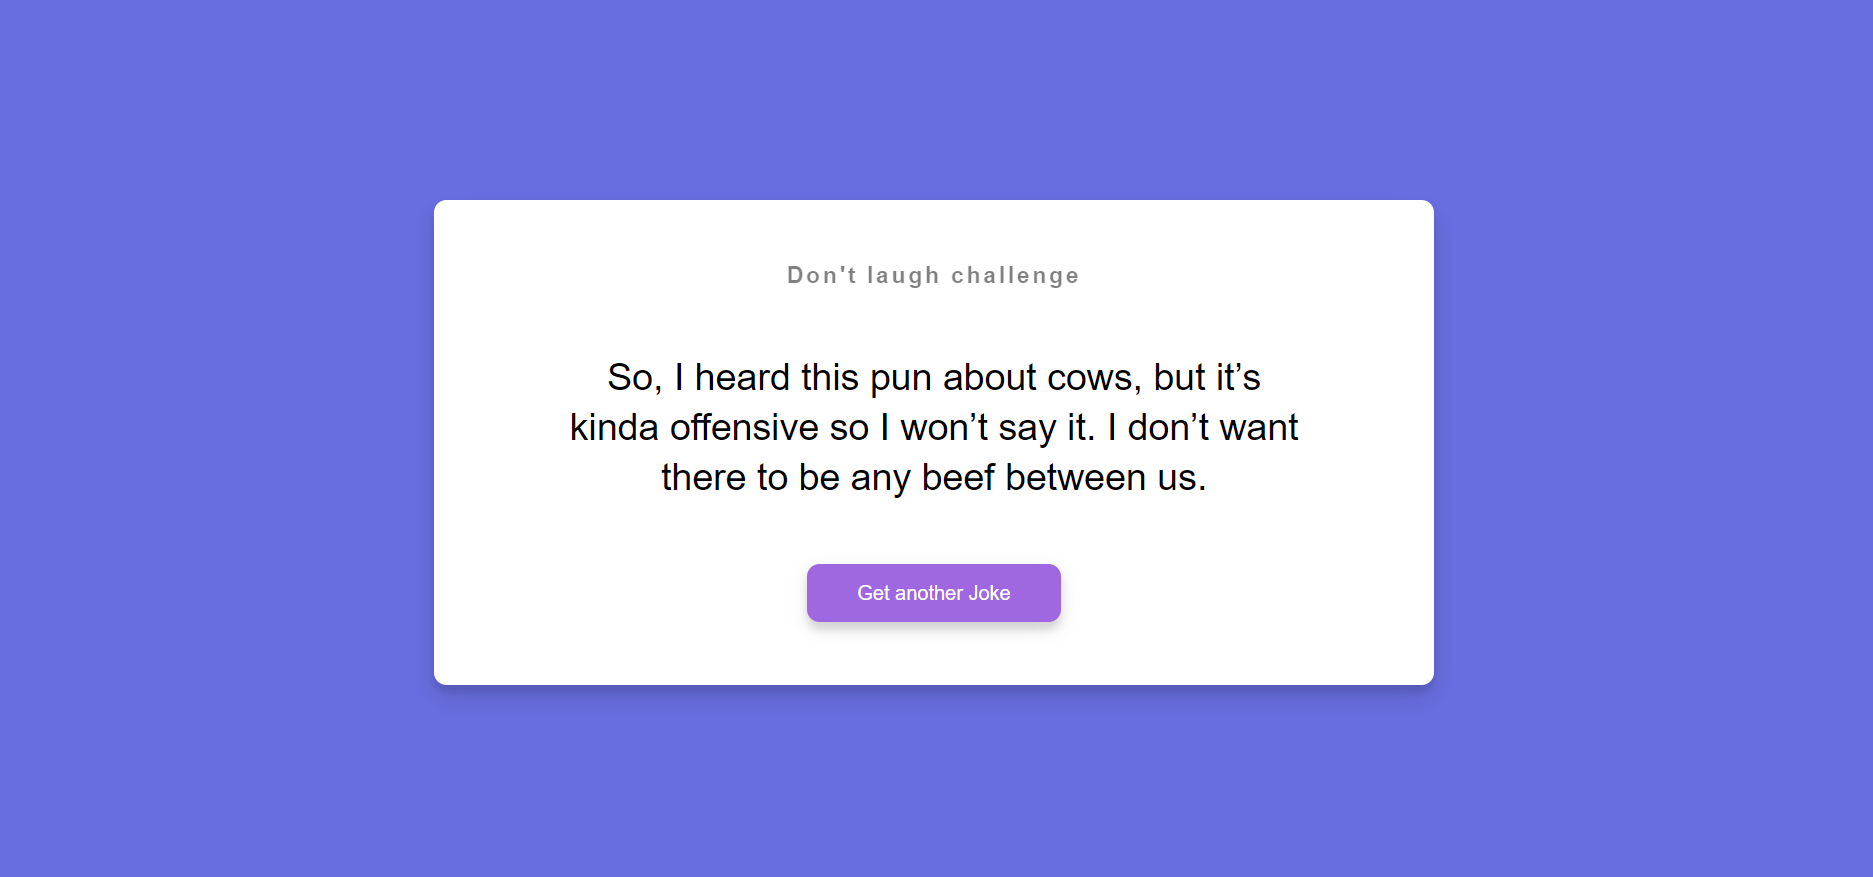 Don't laugh challenge
So, I heard this pun about cows, but it’s
kinda offensive so I won’t say it. I don’t want
there to be any beef between us.
Get another Joke